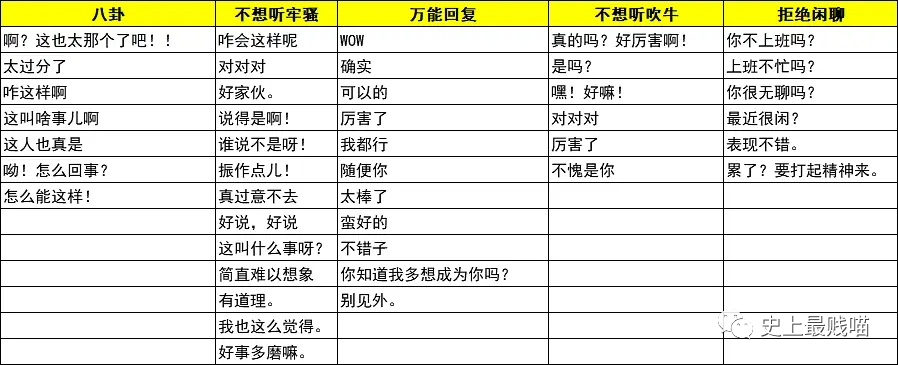 八卦 不想听牢骚 万能回复 不想听吹牛 拒绝闲聊
啊？这也太那个了吧！！ 咋会这样呢 WOW 真的吗？好厉害啊！ 你不上班吗？
太过分了 对对对 确实 是吗？ 上班不忙吗？
咋这样啊 好家伙。 可以的 嘿！好嘛！ 你很无聊吗？
这叫啥事儿啊 说得是啊！ 厉害了 对对对 最近很闲？
这人也真是 谁说不是呀！ 我都行 厉害了 表现不错。
呦！怎么回事？ 振作点儿！ 随便你 不愧是你 累了？要打起精神来。
怎么能这样！ 真过意不去 太棒了
好说，好说 蛮好的
这叫什么事呀？ 不错子
简直难以想象 你知道我多想成为你吗？
有道理。 别见外。
我也这么觉得。
好事多磨嘛。
史上最贱喵